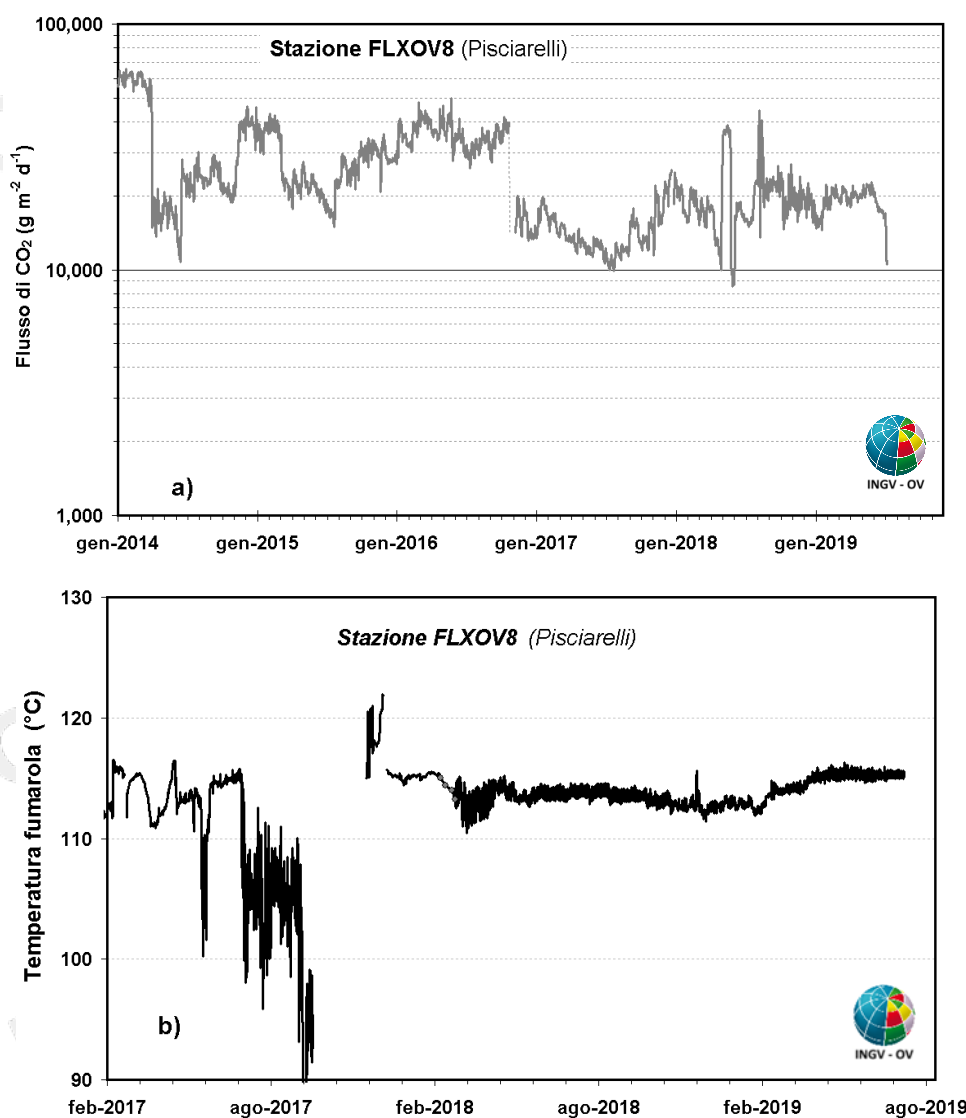 100,000
Stazione FLXOV8 (Pisciarelli)
Flusso di CO₂ (g m⁻² d⁻¹)
10,000
INGV - OV
a)
1,000
gen-2014 gen-2015 gen-2016 gen-2017 gen-2018 gen-2019
130
Stazione FLXOV8 (Pisciarelli)
120
Temperatura fumarola (°C)
110
100
b)
INGV - OV
90
feb-2017 ago-2017 feb-2018 ago-2018 feb-2019 ago-2019